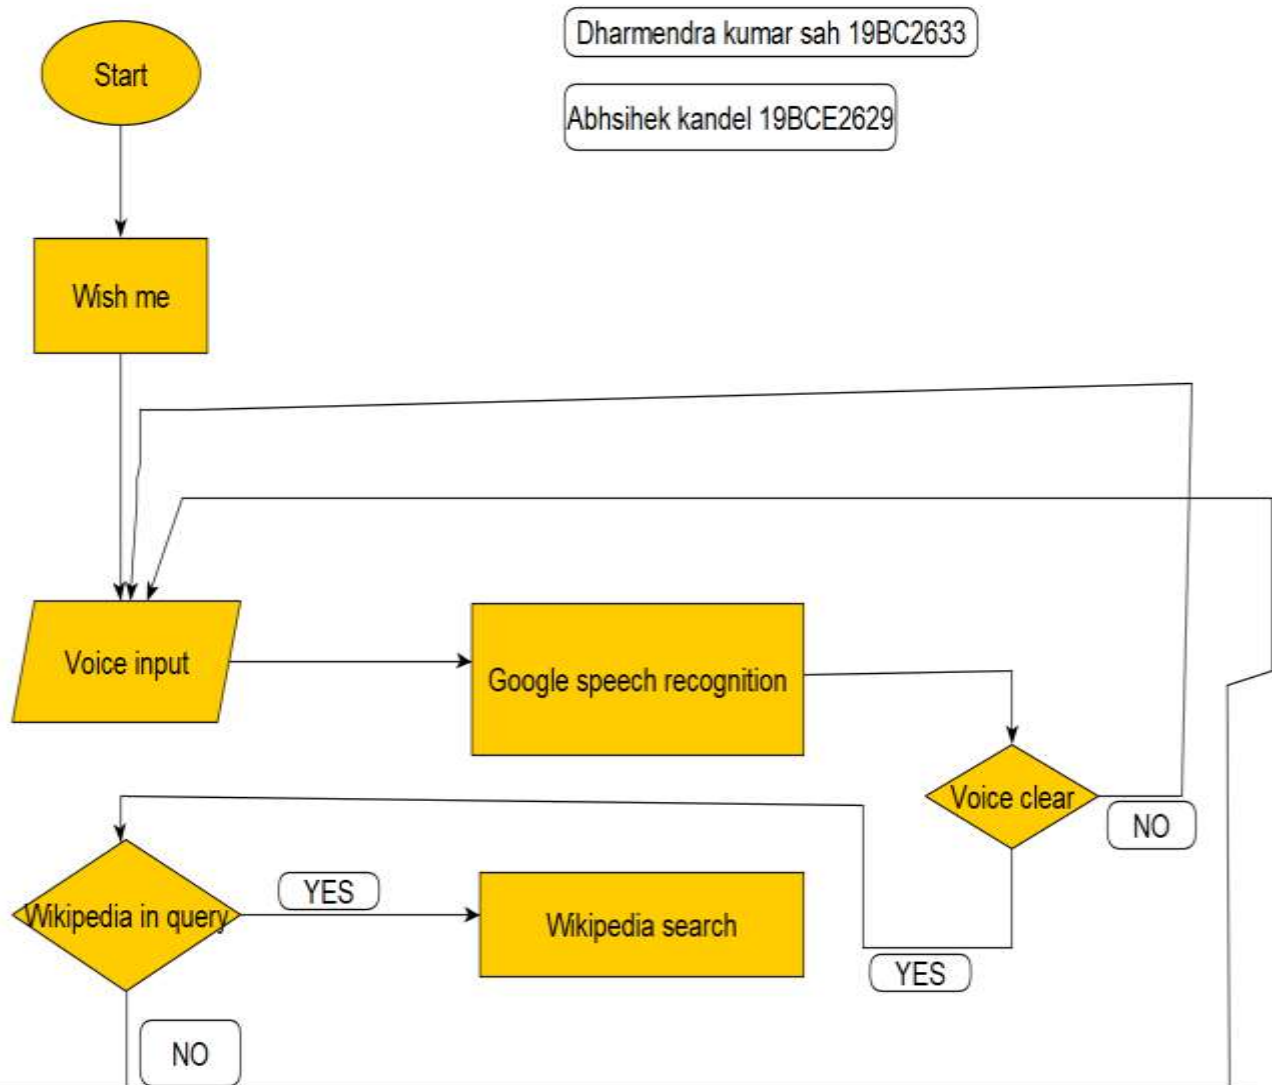 Dharmendra kumar sah 19BC2633
Start
Abhsihek kandel 19BCE2629
Wish me
Voice input
Google speech recognition
Voice clear
NO
YES
Wikipedia in query
Wikipedia search
YES
NO